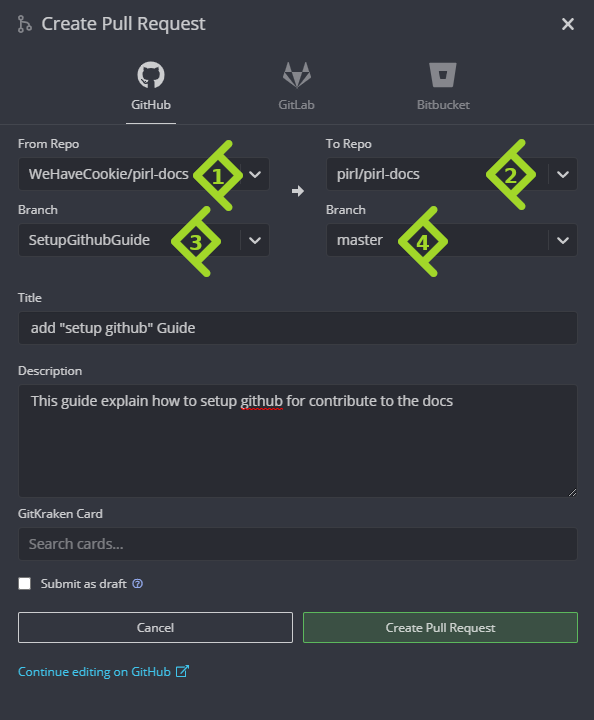 Create Pull Request
GitHub GitLab Bitbucket
From Repo To Repo
WeHaveCookie/pirl-docs 1 pirl/pirl-docs 2
Branch Branch
SetupGithubGuide 3 master 4
Title
add "setup github" Guide
Description
This guide explain how to setup github for contribute to the docs
GitKraken Card
Search cards...
Submit as draft ?
Cancel Create Pull Request
Continue editing on GitHub